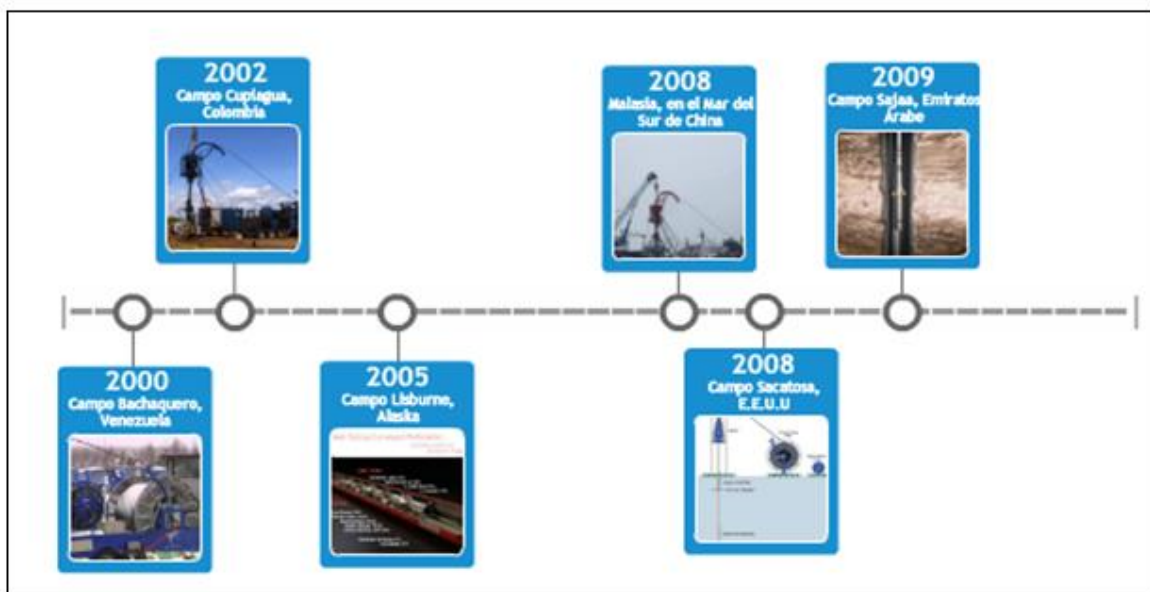 2002
Campo Cupiagua,
Colombia
2008
Malasia, en el Mar del
Sur de China
2009
Campo Sajaa, Emiratos
Árabe
2000
Campo Bachaquero,
Venezuela
2005
Campo Lisburne,
Alaska
2008
Campo Sacatosa,
E.E.U.U